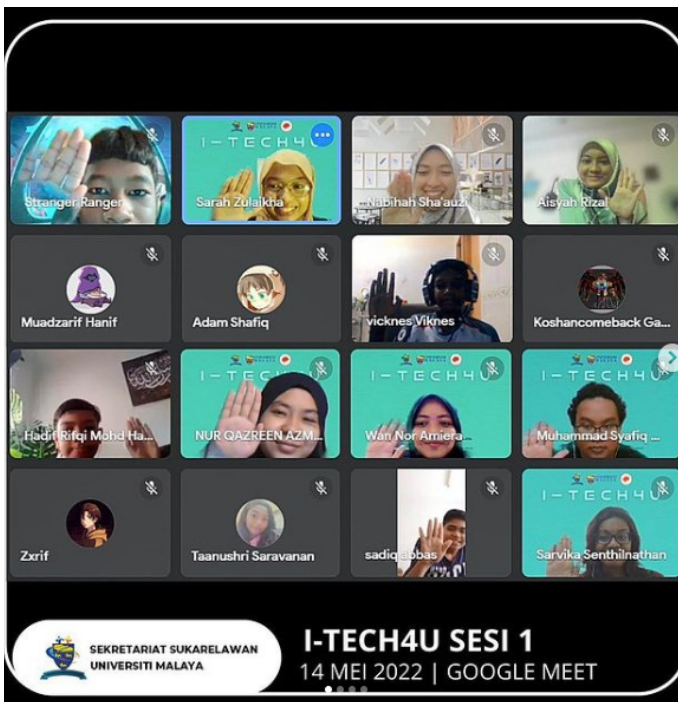 I-TECH4U
Stranger Ranger
Sarah Zulaikha
Nabihah Sha'auzi
Aisyah Rizal
Muadzarif Hanif
Adam Shafiq
vicknes Viknes
Koshancomeback Ga...
I-TECH4U
I-TECH4U
Hadif Rifqi Mohd Ha...
NUR QAZREEN AZM...
Wan Nor Amiera...
Muhammad Syafiq ...
I-TECH4U
Zxrif
Taanushri Saravanan
sadiq abbas
Sarvika Senthilnathan
SEKRETARIAT SUKARELAWAN
UNIVERSITI MALAYA
I-TECH4U SESI 1
14 MEI 2022 | GOOGLE MEET